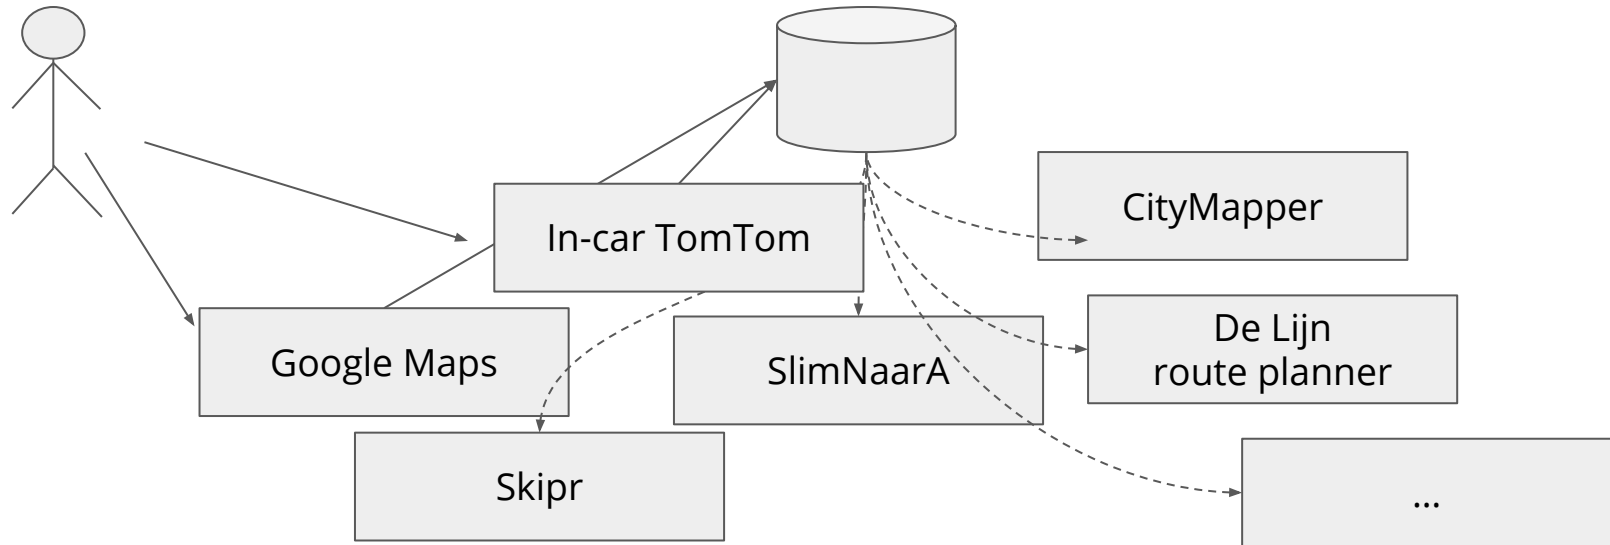 CityMapper
In-car TomTom
De Lijn
route planner
Google Maps
SlimNaarA
Skipr
...